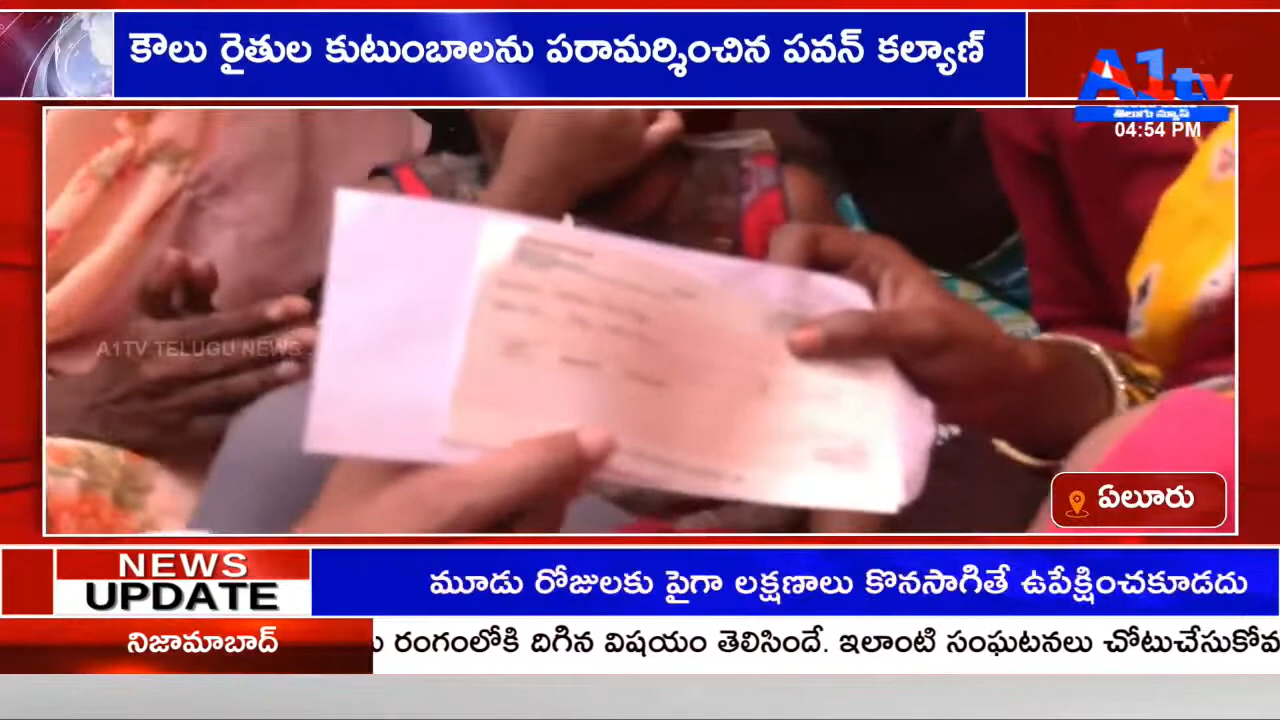 కౌలు రైతుల కుటుంబాలను పరామర్శించిన పవన్ కల్యాణ్
A1tv
తెలుగు న్యూస్
04:54 PM
A1TV TELUGU NEWS
ఏలూరు
NEWS
UPDATE
మూడు రోజులకు పైగా లక్షణాలు కొనసాగితే ఉపేక్షించకూడదు
నిజామాబాద్
రంగంలోకి దిగిన విషయం తెలిసిందే. ఇలాంటి సంఘటనలు చోటుచేసుకోవ